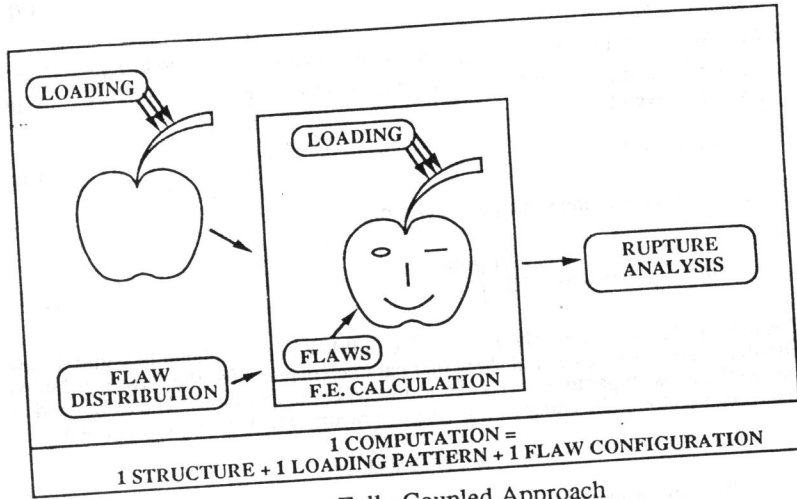 LOADING
LOADING
RUPTURE
ANALYSIS
FLAWS
FLAW
DISTRIBUTION
F.E. CALCULATION
1 COMPUTATION =
1 STRUCTURE + 1 LOADING PATTERN + 1 FLAW CONFIGURATION
Fully Coupled Approach